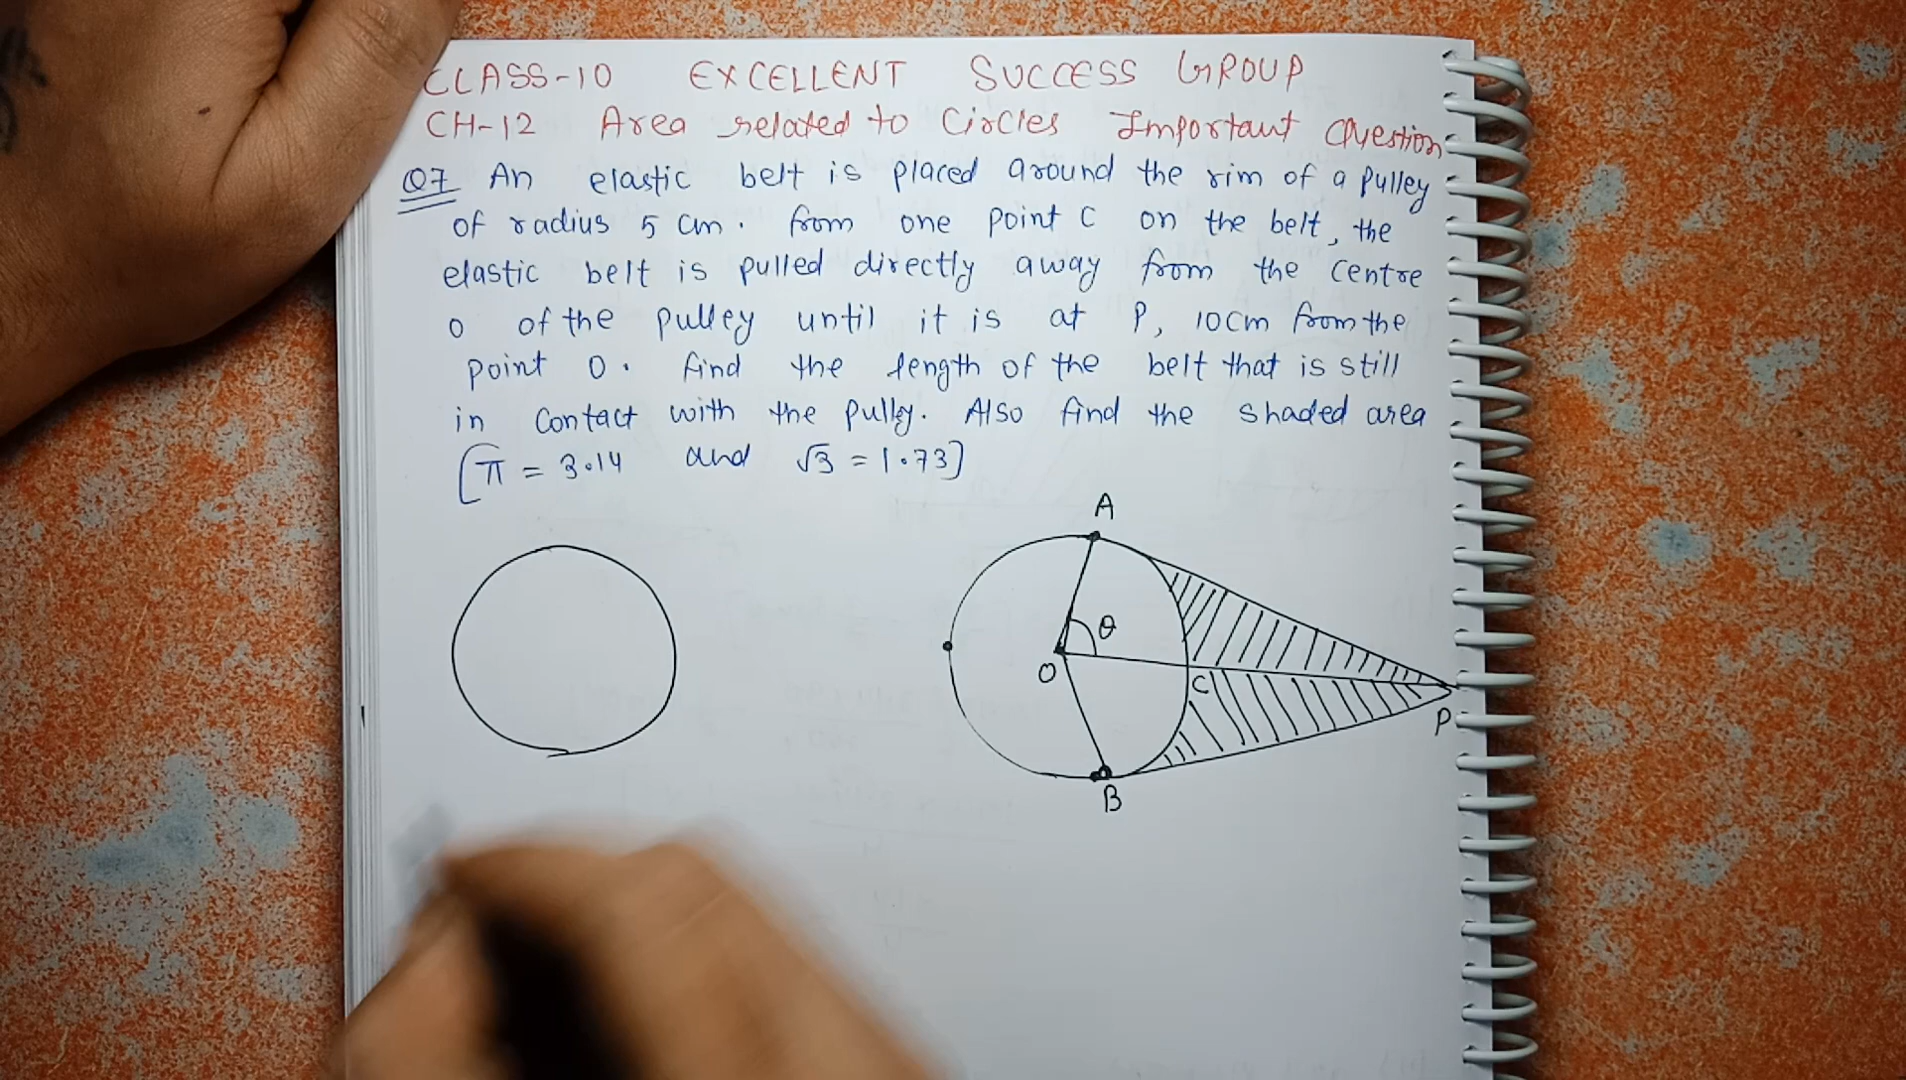 CLASS-10 EXCELLENT SUCCESS GROUP
CH-12 Area related to Circles Important Question
Q7 An elastic belt is placed around the rim of a pulley
of radius 5 cm. from one point C on the belt, the
elastic belt is pulled directly away from the centre
O of the pulley until it is at P, 10cm from the
point O. find the length of the belt that is still
in contact with the pully. Also find the shaded area
[π = 3.14 and √3 = 1.73]
A
θ
O
C
P
B